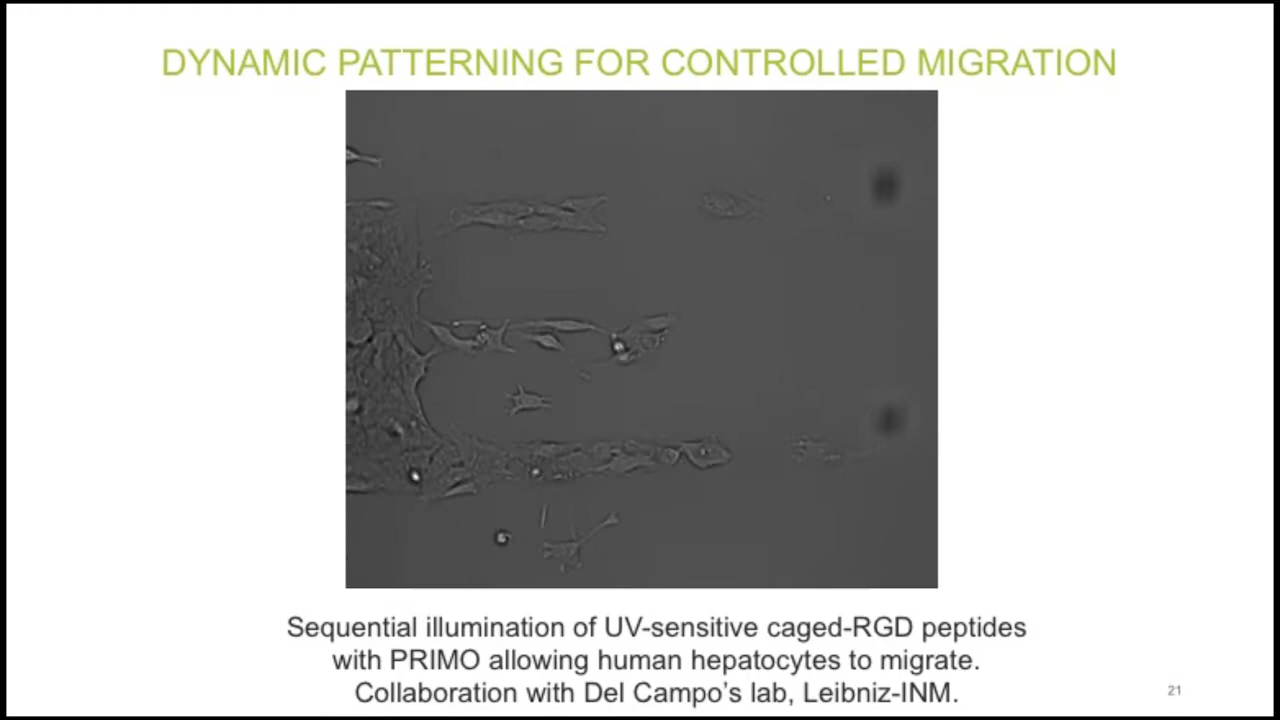 DYNAMIC PATTERNING FOR CONTROLLED MIGRATION
Sequential illumination of UV-sensitive caged-RGD peptides
with PRIMO allowing human hepatocytes to migrate.
Collaboration with Del Campo’s lab, Leibniz-INM.
21